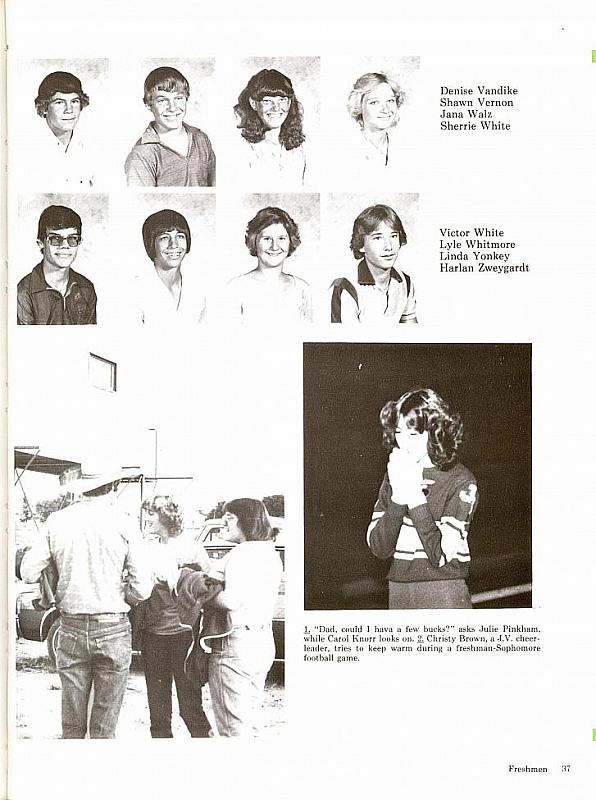 Denise Vandike
Shawn Vernon
Jana Walz
Sherrie White
Victor White
Lyle Whitmore
Linda Yonkey
Harlan Zweygardt
1. "Dad, could I hava a few bucks?" asks Julie Pinkham,
while Carol Knorr looks on. 2. Christy Brown, a J.V. cheer-
leader, tries to keep warm during a freshman-Sophomore
football game.
Freshmen 37